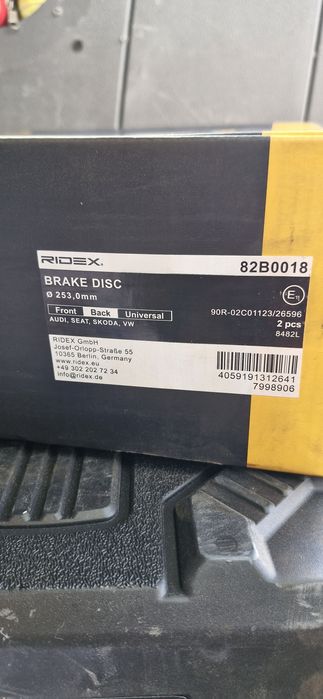 RIDEX 82B0018
BRAKE DISC
Ø 253,0mm
Front Back Universal 90R-02C01123/26596
AUDI, SEAT, SKODA, VW 2 pcs
8482L
RIDEX GmbH
Josef-Orlopp-Straße 55
10365 Berlin, Germany
www.ridex.eu
+49 302 202 72 34
info@ridex.de
4059191312641
7998906